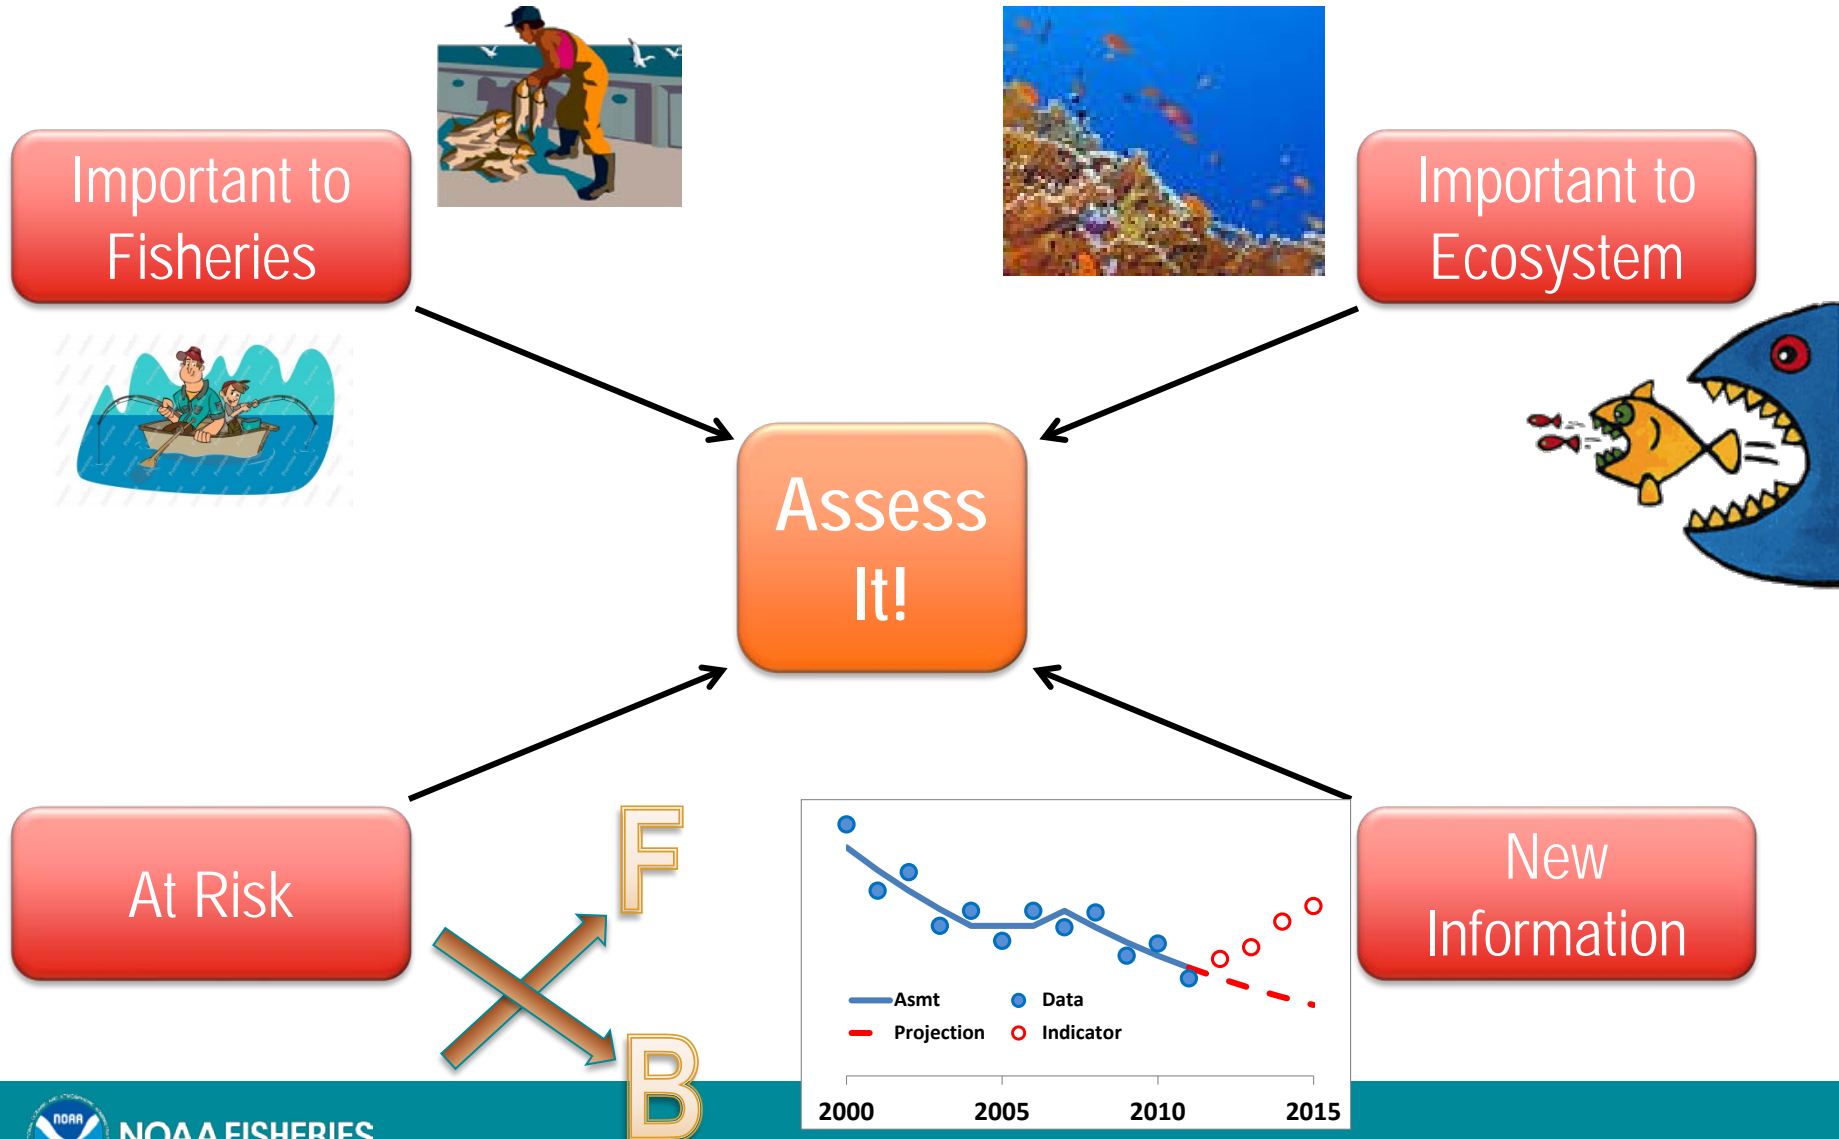 Important to
Fisheries
Important to
Ecosystem
Assess
It!
At Risk
F
B
New
Information
Asmt
Data
Projection
Indicator
2000
2005
2010
2015
NOAA
NOAA FISHERIES